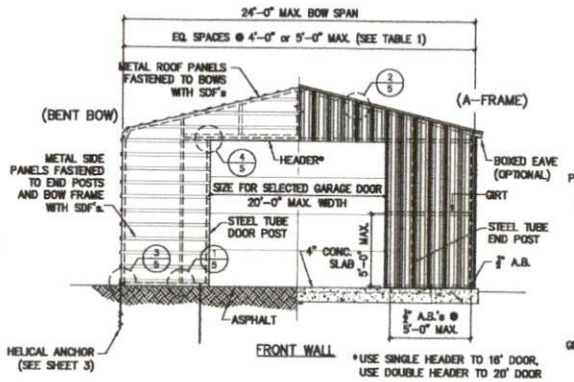 24'-0" MAX. BOW SPAN
EQ. SPACES @ 4'-0" or 5'-0" MAX. (SEE TABLE 1)
METAL ROOF PANELS
FASTENED TO BOWS
WITH SDF's
2
5
(BENT BOW)
(A-FRAME)
METAL SIDE
PANELS FASTENED
TO END POSTS
AND BOW FRAME
WITH SDF's.
4
5
HEADER*
BOXED EAVE
(OPTIONAL)
SIZE FOR SELECTED GARAGE DOOR
20'-0" MAX. WIDTH
GIRT
STEEL TUBE
DOOR POST
5'-0" MAX.
STEEL TUBE
END POST
3
5
1
5
4" CONC.
SLAB
½" A.B.
ASPHALT
½" A.B.'s @
5'-0" MAX.
HELICAL ANCHOR
(SEE SHEET 3)
FRONT WALL
*USE SINGLE HEADER TO 16' DOOR,
USE DOUBLE HEADER TO 20' DOOR